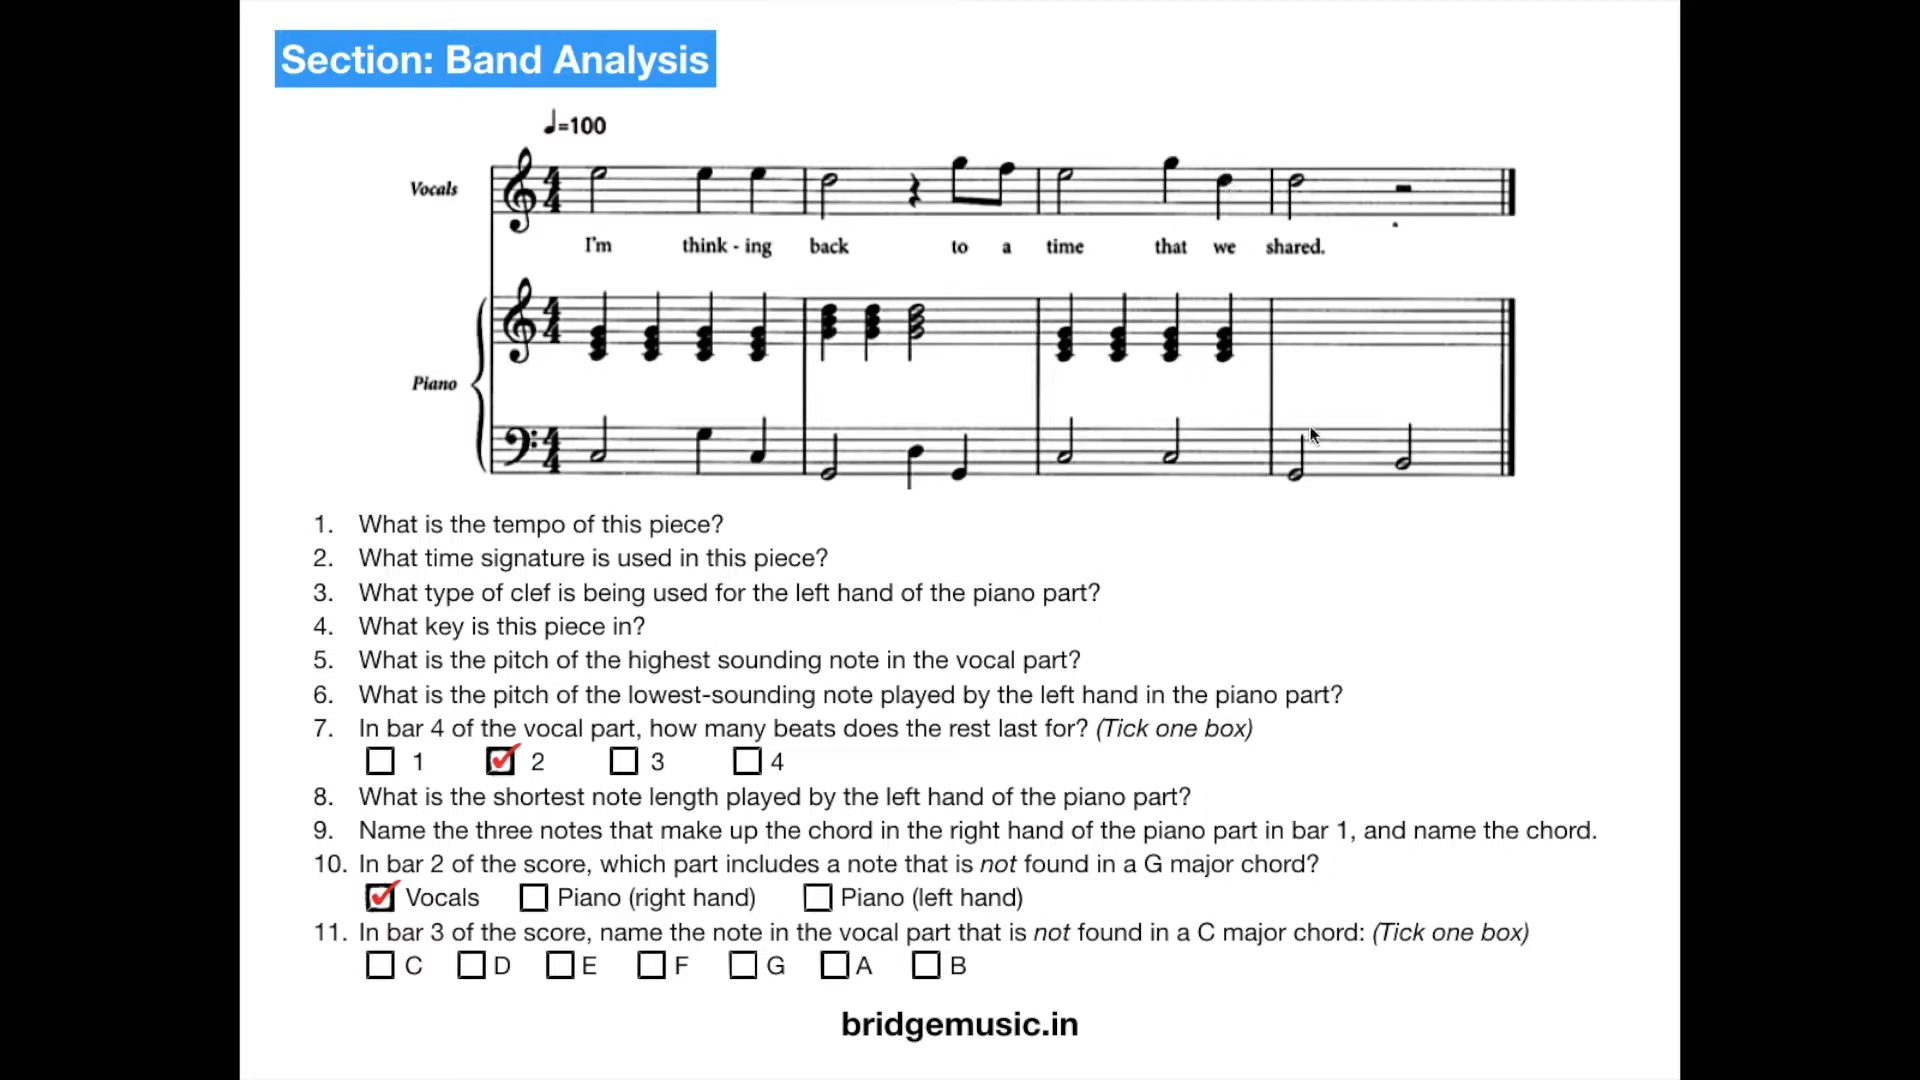 Section: Band Analysis
♩=100
Vocals
I'm think - ing back to a time that we shared.
Piano
1. What is the tempo of this piece?
2. What time signature is used in this piece?
3. What type of clef is being used for the left hand of the piano part?
4. What key is this piece in?
5. What is the pitch of the highest sounding note in the vocal part?
6. What is the pitch of the lowest-sounding note played by the left hand in the piano part?
7. In bar 4 of the vocal part, how many beats does the rest last for? (Tick one box)
1 2 3 4
8. What is the shortest note length played by the left hand of the piano part?
9. Name the three notes that make up the chord in the right hand of the piano part in bar 1, and name the chord.
10. In bar 2 of the score, which part includes a note that is not found in a G major chord?
Vocals Piano (right hand) Piano (left hand)
11. In bar 3 of the score, name the note in the vocal part that is not found in a C major chord: (Tick one box)
C D E F G A B
bridgemusic.in